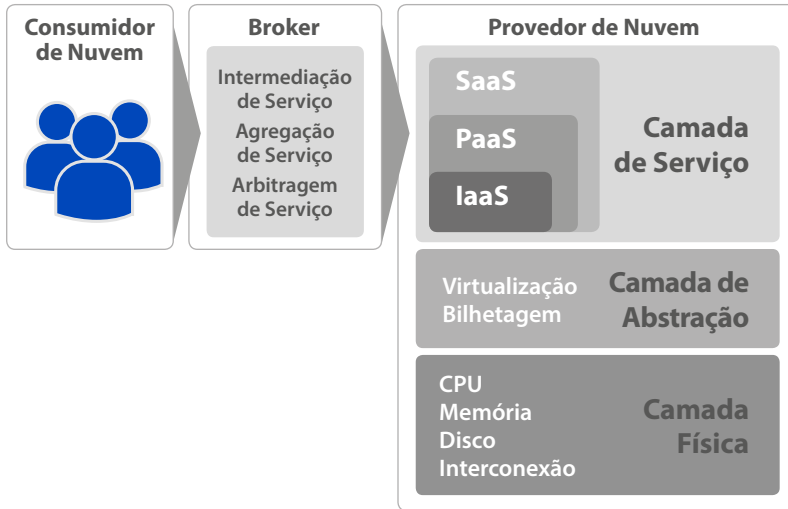 Consumidor
de Nuvem
Broker
Intermediação
de Serviço
Agregação
de Serviço
Arbitragem
de Serviço
Provedor de Nuvem
SaaS
PaaS
IaaS
Camada
de Serviço
Virtualização
Bilhetagem
Camada de
Abstração
CPU
Memória
Disco
Interconexão
Camada
Física